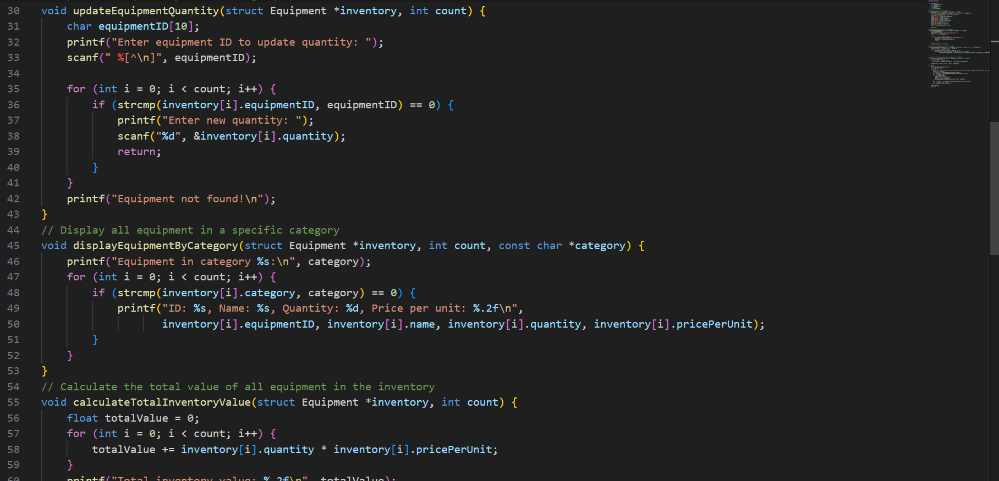 30 void updateEquipmentQuantity(struct Equipment *inventory, int count) {
31     char equipmentID[10];
32     printf("Enter equipment ID to update quantity: ");
33     scanf(" %[^\n]", equipmentID);
34
35     for (int i = 0; i < count; i++) {
36         if (strcmp(inventory[i].equipmentID, equipmentID) == 0) {
37             printf("Enter new quantity: ");
38             scanf("%d", &inventory[i].quantity);
39             return;
40         }
41     }
42     printf("Equipment not found!\n");
43 }
44 // Display all equipment in a specific category
45 void displayEquipmentByCategory(struct Equipment *inventory, int count, const char *category) {
46     printf("Equipment in category %s:\n", category);
47     for (int i = 0; i < count; i++) {
48         if (strcmp(inventory[i].category, category) == 0) {
49             printf("ID: %s, Name: %s, Quantity: %d, Price per unit: %.2f\n",
50                    inventory[i].equipmentID, inventory[i].name, inventory[i].quantity, inventory[i].pricePerUnit);
51         }
52     }
53 }
54 // Calculate the total value of all equipment in the inventory
55 void calculateTotalInventoryValue(struct Equipment *inventory, int count) {
56     float totalValue = 0;
57     for (int i = 0; i < count; i++) {
58         totalValue += inventory[i].quantity * inventory[i].pricePerUnit;
59     }
60     printf("Total inventory value: %.2f\n", totalValue);